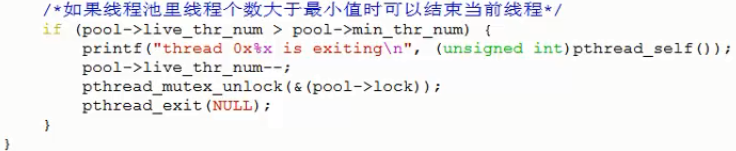 /*如果线程池里线程个数大于最小值时可以结束当前线程*/
if (pool->live_thr_num > pool->min_thr_num) {
printf("thread 0x%x is exiting\n", (unsigned int)pthread_self());
pool->live_thr_num--;
pthread_mutex_unlock(&(pool->lock));
pthread_exit(NULL);
}
}